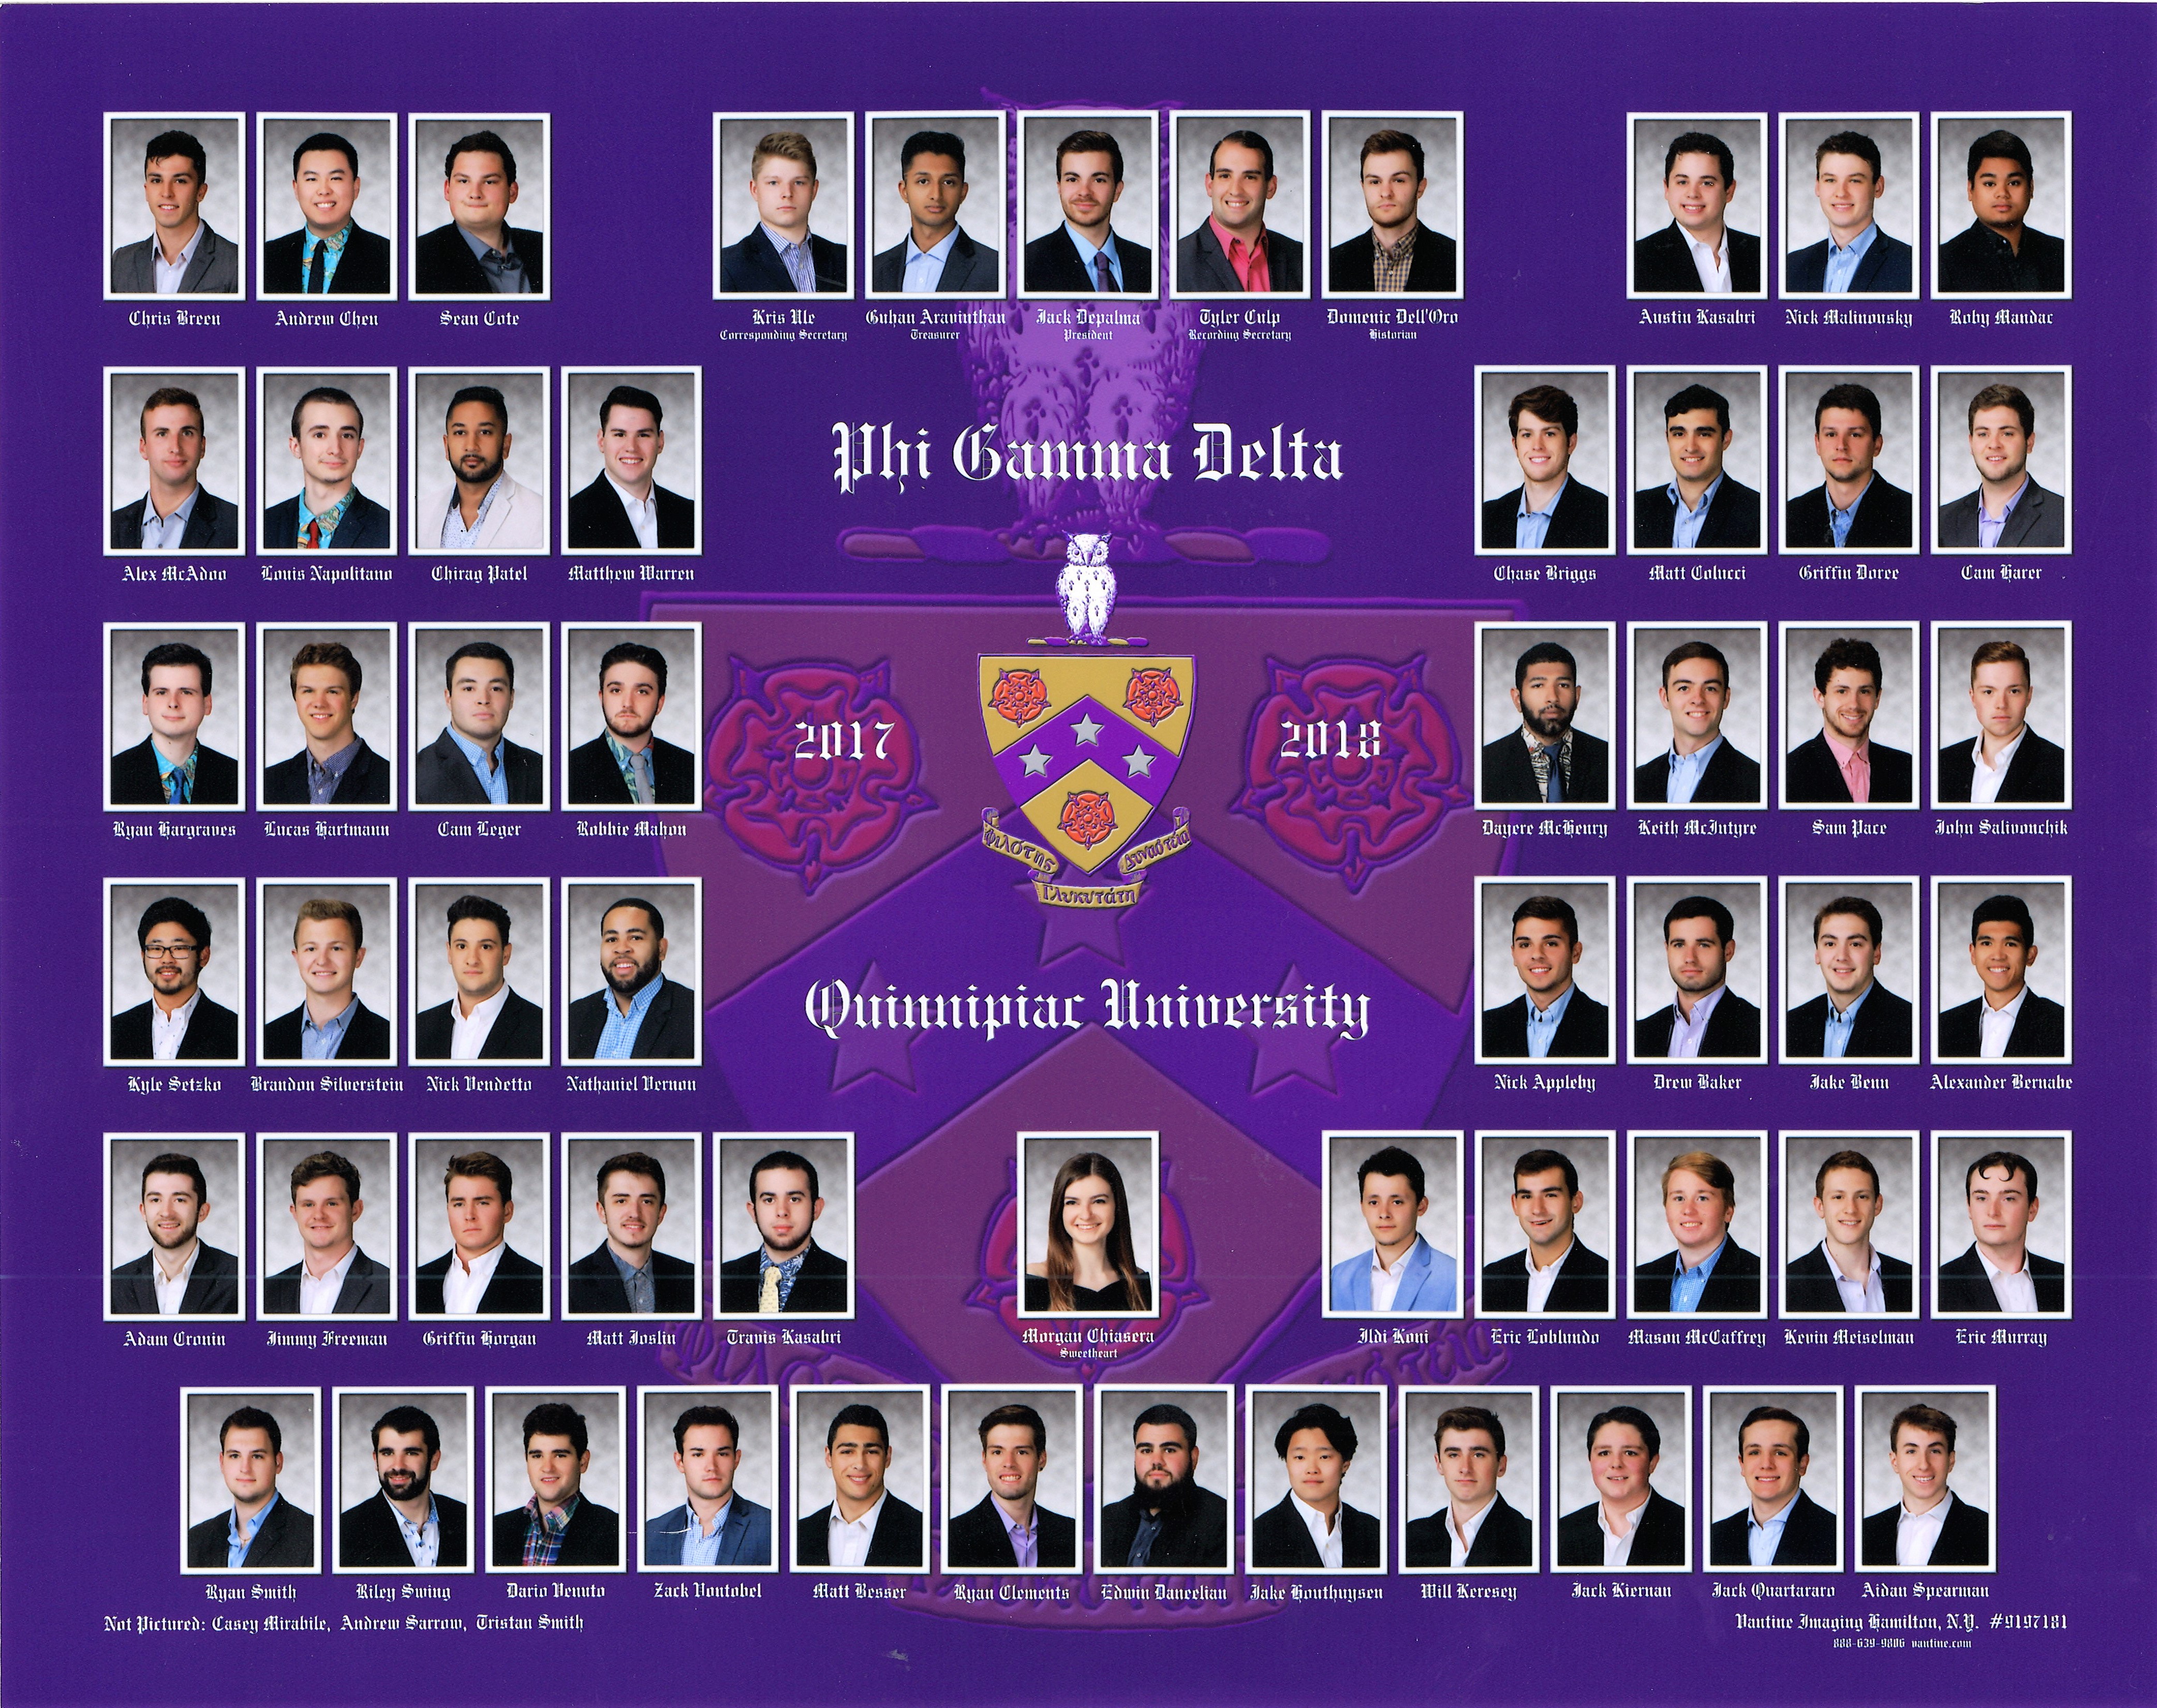 Chris Breen Andrew Chen Sean Cote Kris Ule Guhan Aravinthan Jack Depalma Tyler Culp Domenic Dell'Oro Austin Kasabri Nick Malinousky Roby Mandac
Corresponding Secretary Treasurer President Recording Secretary Historian
Phi Gamma Delta
Alex McAdoo Louis Napolitano Chirag Patel Matthew Warren Chase Briggs Matt Colucci Griffin Doree Cam Harer
2017 2018
Ryan Hargraves Lucas Hartmann Cam Leger Robbie Mahon Dayere McHenry Keith McIntyre Sam Pace John Salivonchik
Φιλότης Δυναότεία
Γλυκυτάτη
Quinnipiac University
Kyle Setzko Brandon Silverstein Nick Vendetto Nathaniel Vernon Nick Appleby Drew Baker Jake Benn Alexander Bernabe
Adam Cronin Jimmy Freeman Griffin Horgan Matt Joslin Travis Kasabri Morgan Chiasera Ildi Koni Eric Loblundo Mason McCaffrey Kevin Meiselman Eric Murray
Sweetheart
Ryan Smith Riley Swing Dario Venuto Zack Vontobel Matt Besser Ryan Clements Edwin Daneelian Jake Houthuysen Will Keresey Jack Kiernan Jack Quartararo Aidan Spearman
Not Pictured: Casey Mirabile, Andrew Sarrow, Tristan Smith
Vantine Imaging Hamilton, N.Y. #9197181
888-639-9806 vantine.com